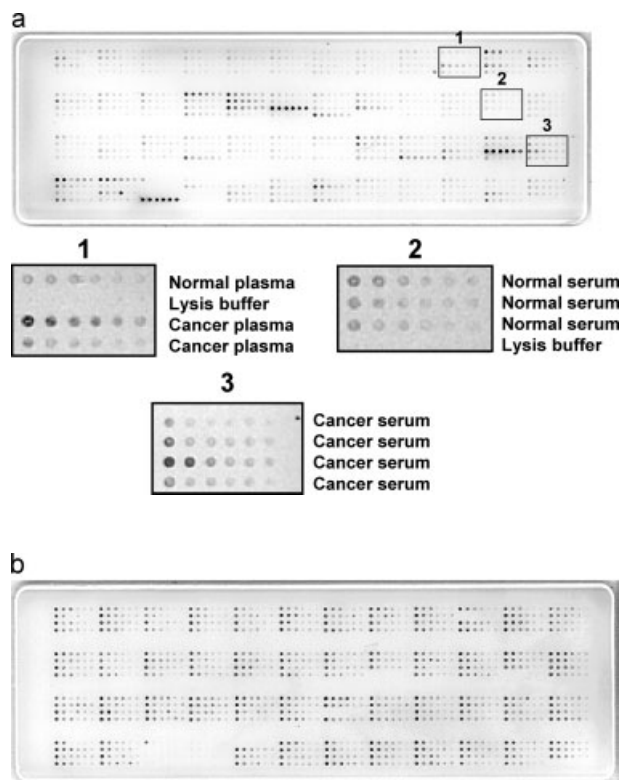 a
1
2
3
1
Normal plasma
Lysis buffer
Cancer plasma
Cancer plasma
2
Normal serum
Normal serum
Normal serum
Lysis buffer
3
Cancer serum
Cancer serum
Cancer serum
Cancer serum
b